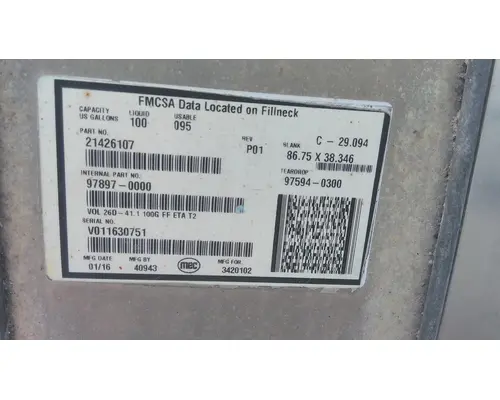 FMCSA Data Located on Fillneck
CAPACITY LIQUID USABLE
US GALLONS 100 095
PART NO. REV BLANK C - 29.094
21426107 P01 86.75 X 38.346
INTERNAL PART NO. TEARDROP
97897-0000 97594-0300
VOL 26D-41.1 100G FF ETA T2
SERIAL NO.
V011630751
MFG DATE MFG BY MFG FOR:
01/16 40943 mec 3420102